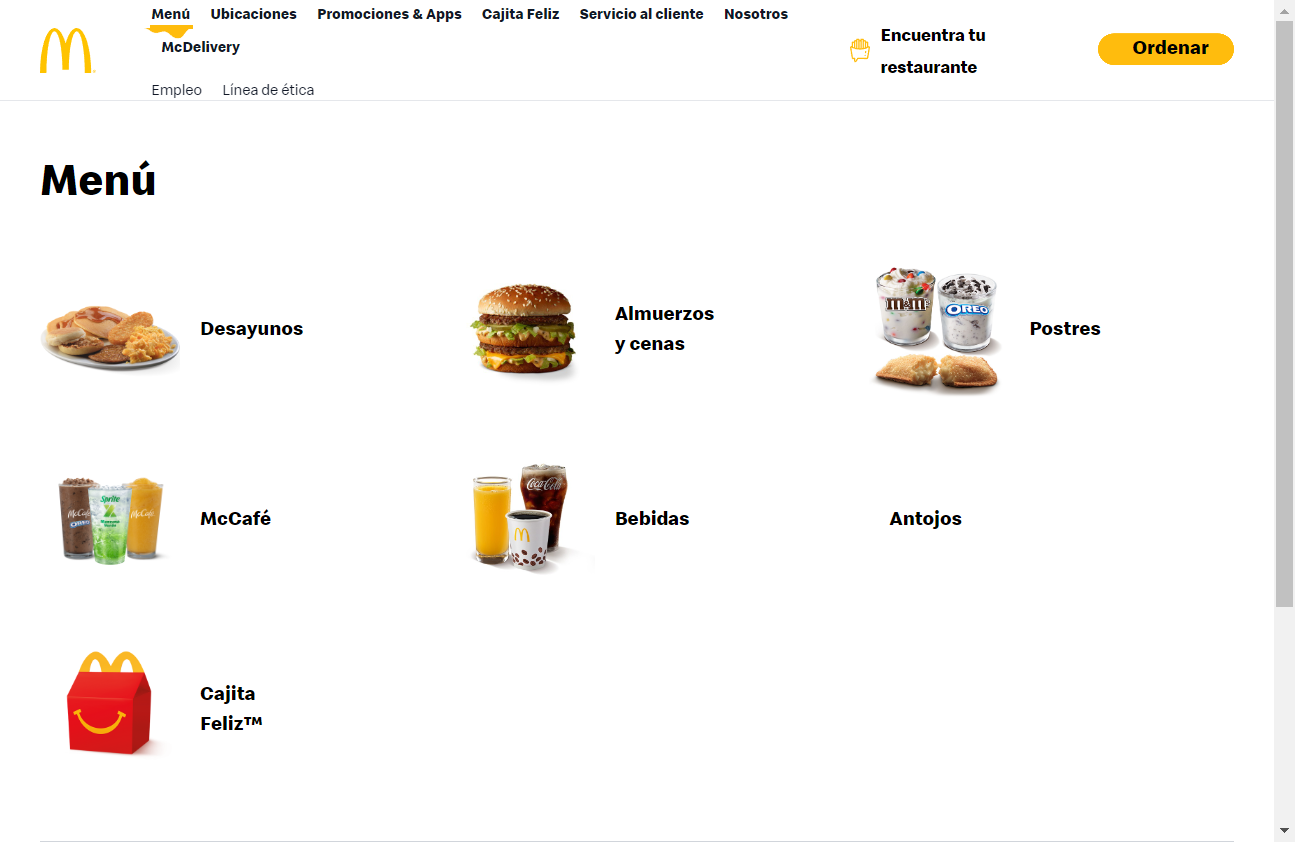 Menú Ubicaciones Promociones & Apps Cajita Feliz Servicio al cliente Nosotros
McDelivery
Encuentra tu
restaurante
Ordenar
Empleo Línea de ética
Menú
Desayunos
Almuerzos
y cenas
m&m's
OREO
Postres
McCafé
OREO
Sprite
McCafé
McCafé
Coca-Cola
Bebidas
Antojos
Cajita
Feliz™